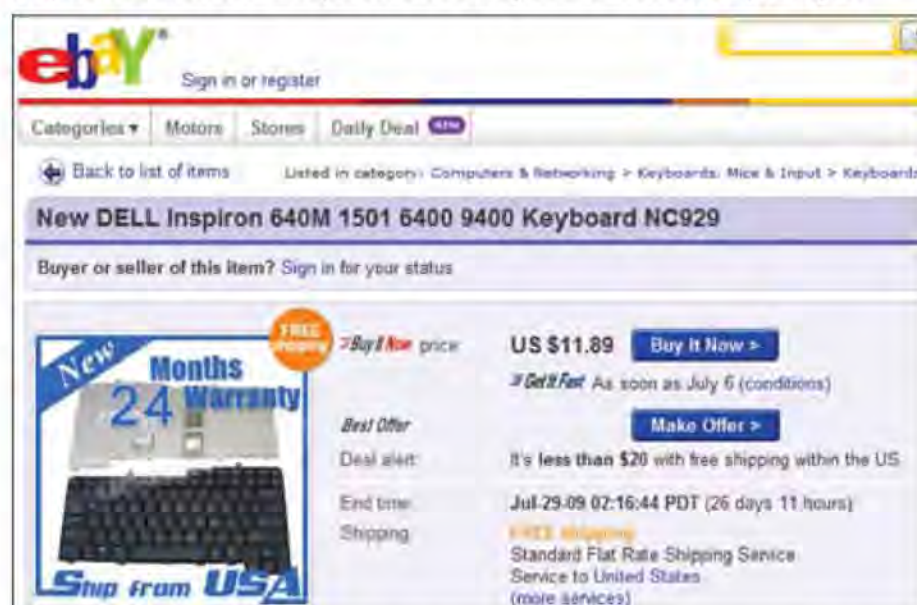 ebaY®
Sign in or register
Categories ▾ Motors Stores Daily Deal NEW
Back to list of items Listed in category: Computers & Networking > Keyboards, Mice & Input > Keyboards
New DELL Inspiron 640M 1501 6400 9400 Keyboard NC929
Buyer or seller of this item? Sign in for your status
New
Months
24 Warranty
FREE
shipping
Ship from USA
Buy It Now price: US $11.89 Buy It Now >
Get It Fast As soon as July 6 (conditions)
Best Offer Make Offer >
Deal alert: It's less than $20 with free shipping within the US
End time: Jul-29-09 02:16:44 PDT (26 days 11 hours)
Shipping: FREE shipping
Standard Flat Rate Shipping Service
Service to United States
(more services)